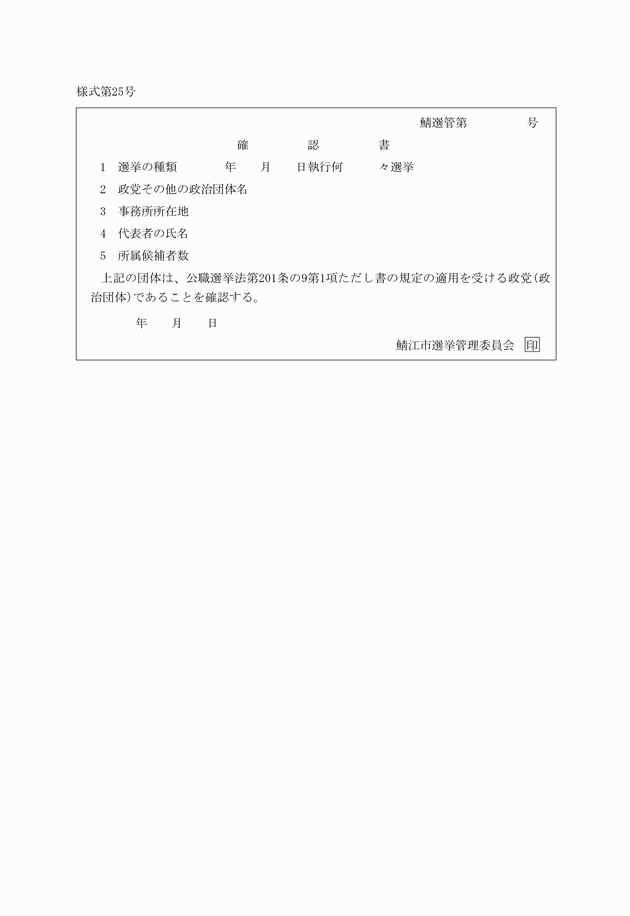 様式第25号
鯖選管第　　　　　号
確　　　　　認　　　　　書
1　選挙の種類　　　　年　　月　　日執行何　　　々選挙
2　政党その他の政治団体名
3　事務所所在地
4　代表者の氏名
5　所属候補者数
上記の団体は、公職選挙法第201条の9第1項ただし書の規定の適用を受ける政党(政
治団体)であることを確認する。
年　　月　　日
鯖江市選挙管理委員会　印